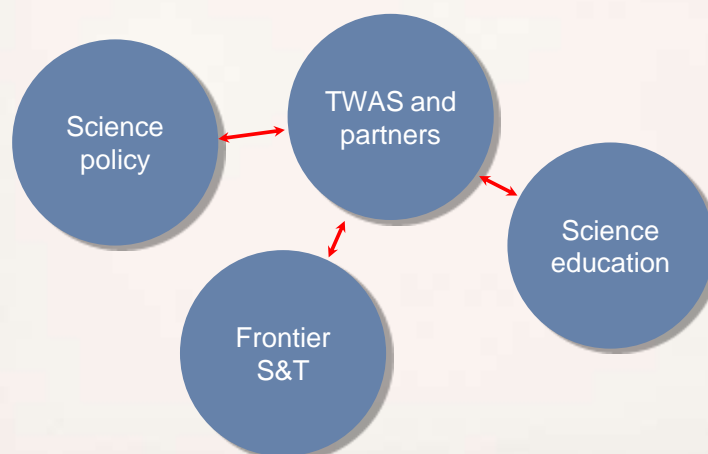 TWAS and
partners
Science
policy
Science
education
Frontier
S&T